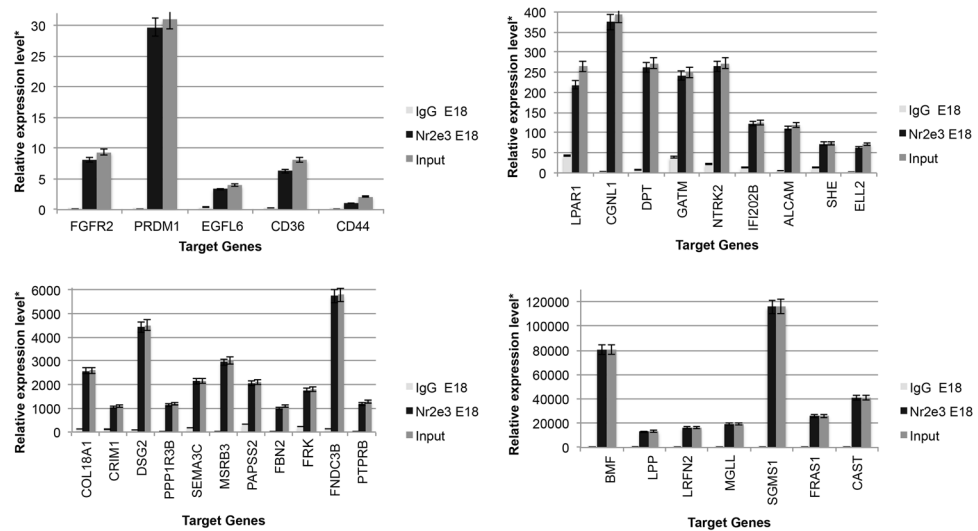 Relative expression level*
30
25
20
15
10
5
0
FGFR2 PRDM1 EGFL6 CD36 CD44
Target Genes
IgG E18
Nr2e3 E18
Input
Relative expression level*
400
350
300
250
200
150
100
50
0
LPAR1 CGNL1 DPT GATM NTRK2 IFI202B ALCAM SHE ELL2
Target Genes
IgG E18
Nr2e3 E18
Input
Relative expression level*
6000
5000
4000
3000
2000
1000
0
COL18A1 CRIM1 DSG2 PPP1R3B SEMA3C MSRB3 PAPSS2 FBN2 FRK FNDC3B PTPRB
Target Genes
IgG E18
Nr2e3 E18
Input
Relative expression level*
120000
100000
80000
60000
40000
20000
0
BMF LPP LRFN2 MGLL SGMS1 FRAS1 CAST
Target Genes
IgG E18
Nr2e3 E18
Input